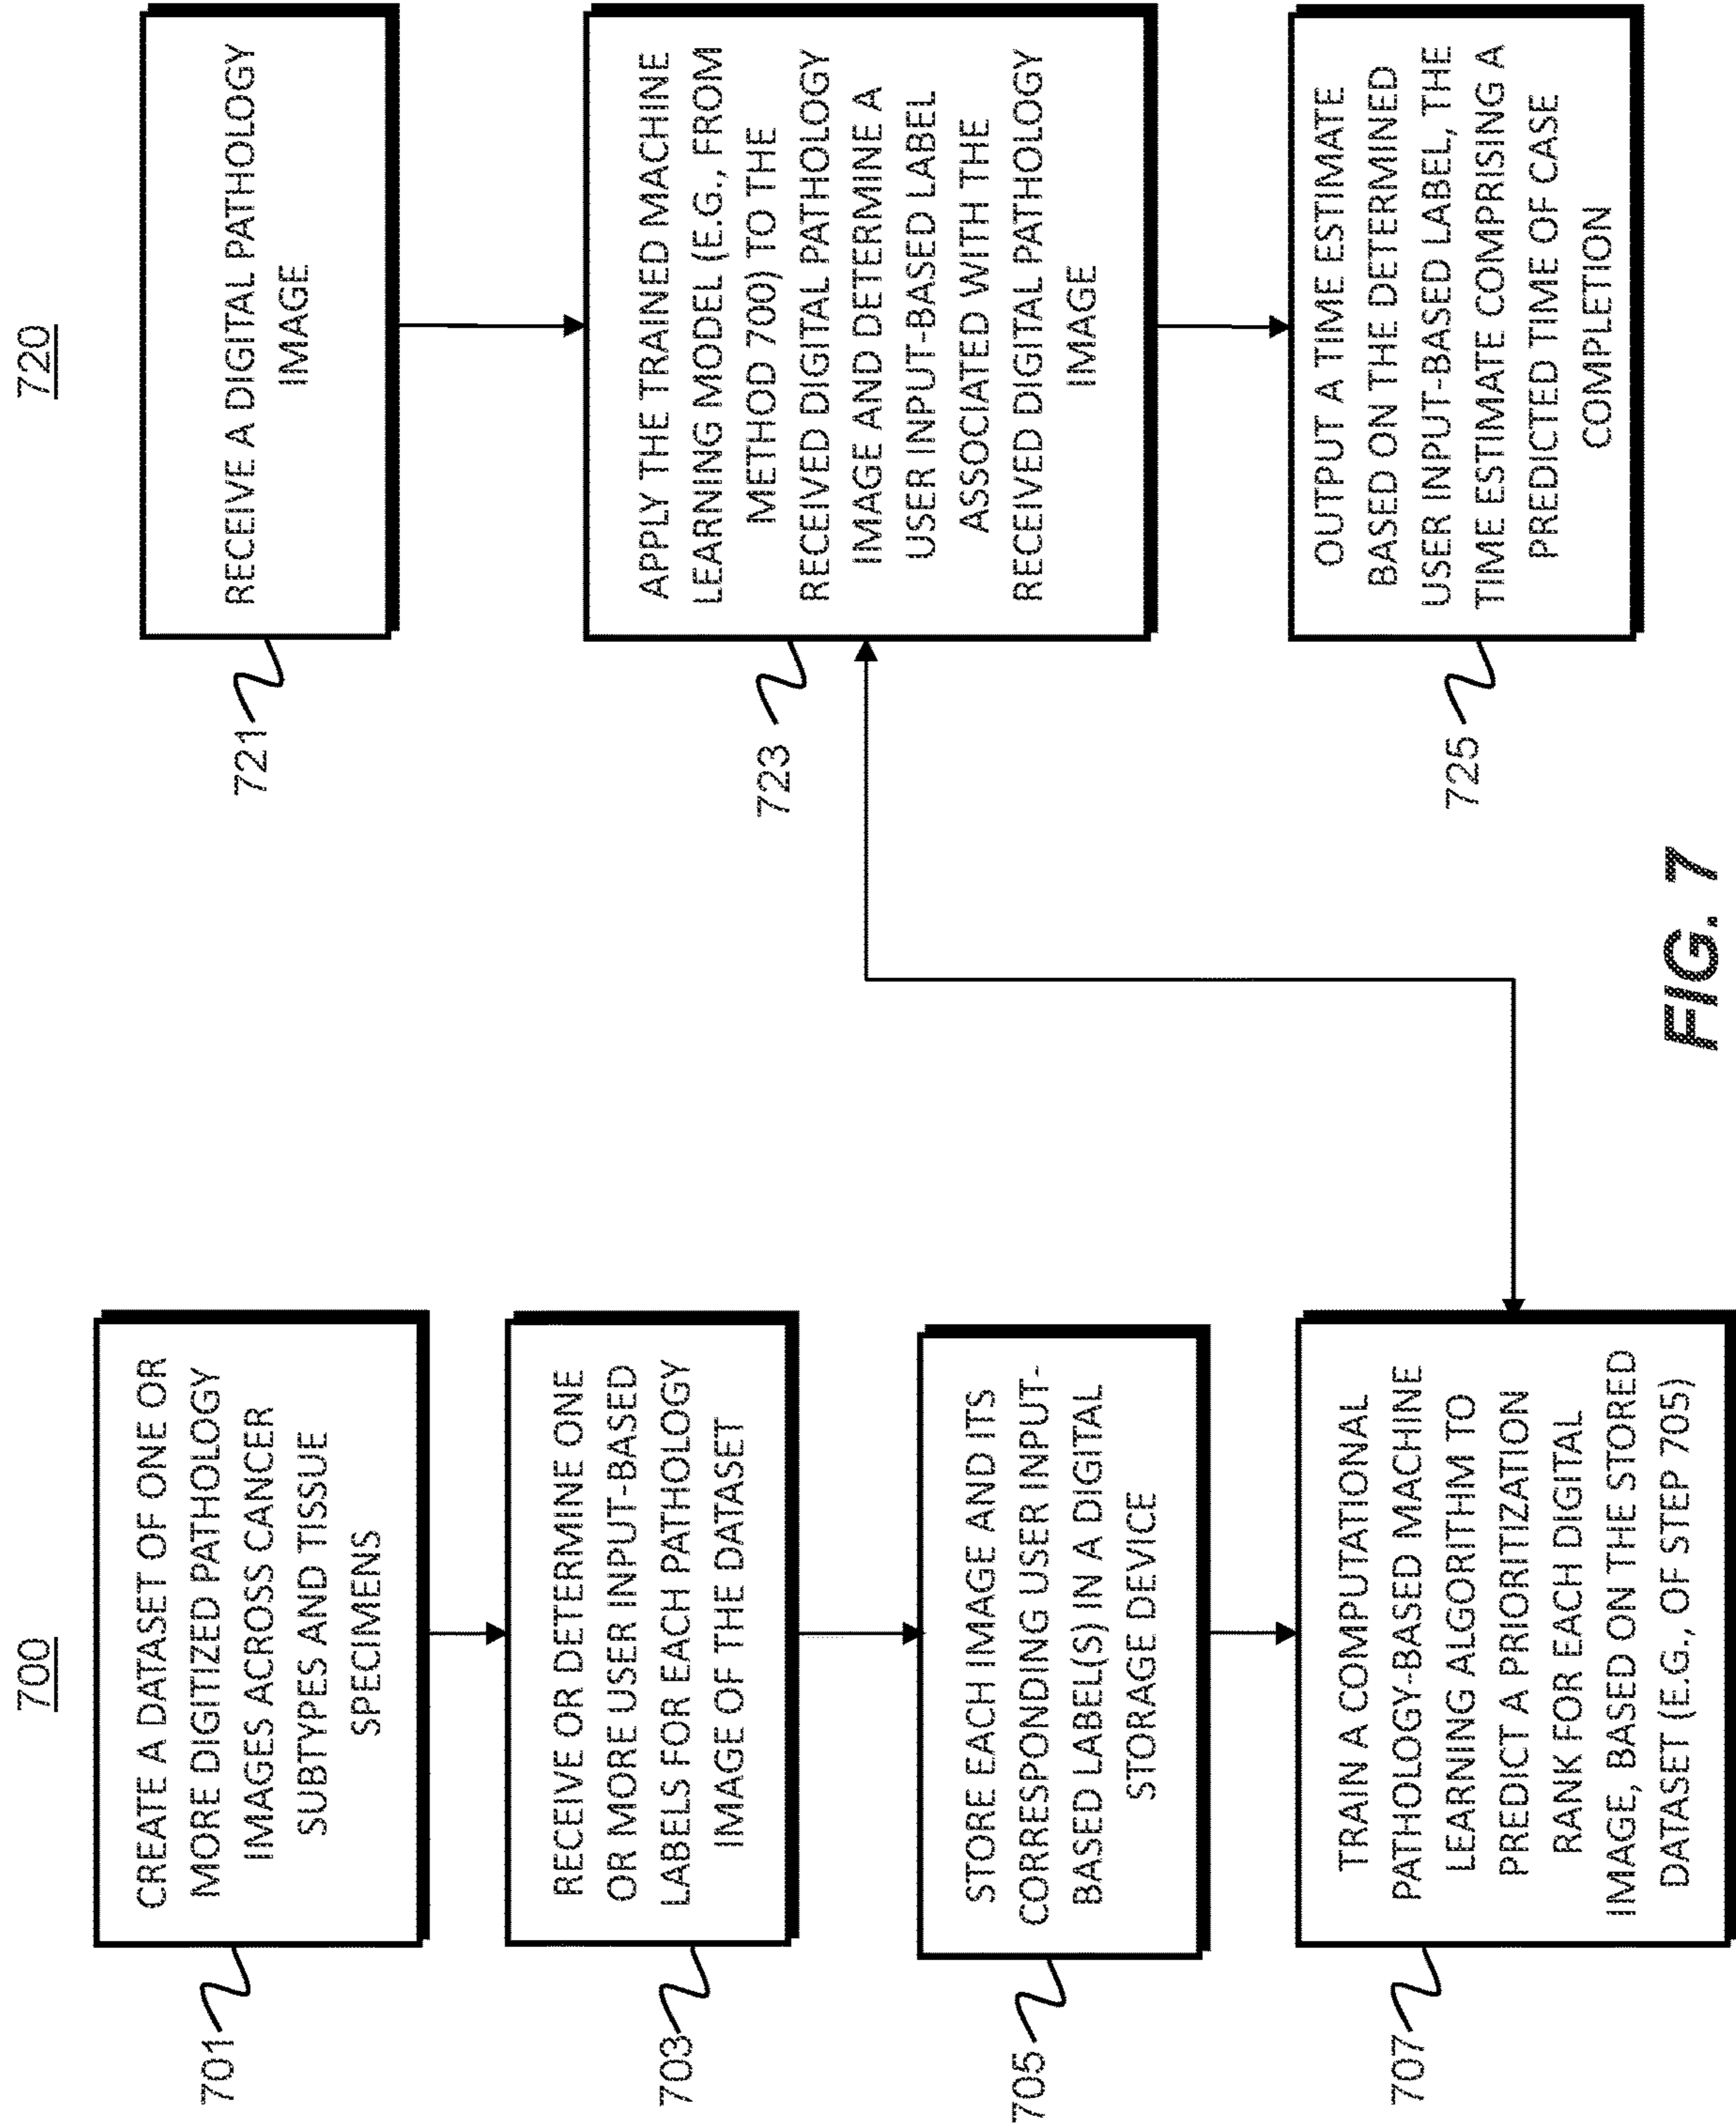 700
701
CREATE A DATASET OF ONE OR
MORE DIGITIZED PATHOLOGY
IMAGES ACROSS CANCER
SUBTYPES AND TISSUE
SPECIMENS
703
RECEIVE OR DETERMINE ONE
OR MORE USER INPUT-BASED
LABELS FOR EACH PATHOLOGY
IMAGE OF THE DATASET
705
STORE EACH IMAGE AND ITS
CORRESPONDING USER INPUT-
BASED LABEL(S) IN A DIGITAL
STORAGE DEVICE
707
TRAIN A COMPUTATIONAL
PATHOLOGY-BASED MACHINE
LEARNING ALGORITHM TO
PREDICT A PRIORITIZATION
RANK FOR EACH DIGITAL
IMAGE, BASED ON THE STORED
DATASET (E.G., OF STEP 705)
720
721
RECEIVE A DIGITAL PATHOLOGY
IMAGE
723
APPLY THE TRAINED MACHINE
LEARNING MODEL (E.G., FROM
METHOD 700) TO THE
RECEIVED DIGITAL PATHOLOGY
IMAGE AND DETERMINE A
USER INPUT-BASED LABEL
ASSOCIATED WITH THE
RECEIVED DIGITAL PATHOLOGY
IMAGE
725
OUTPUT A TIME ESTIMATE
BASED ON THE DETERMINED
USER INPUT-BASED LABEL, THE
TIME ESTIMATE COMPRISING A
PREDICTED TIME OF CASE
COMPLETION
FIG. 7